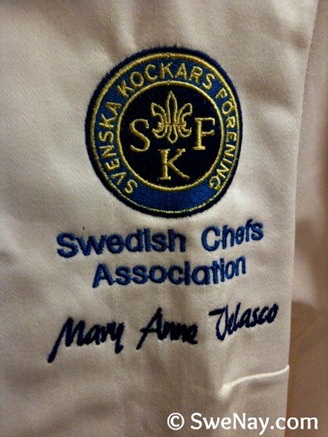 SVENSKA KOCKARS FÖRENING
S F
K
Swedish Chefs
Association
Mary Anne Velasco
© SweNay.com